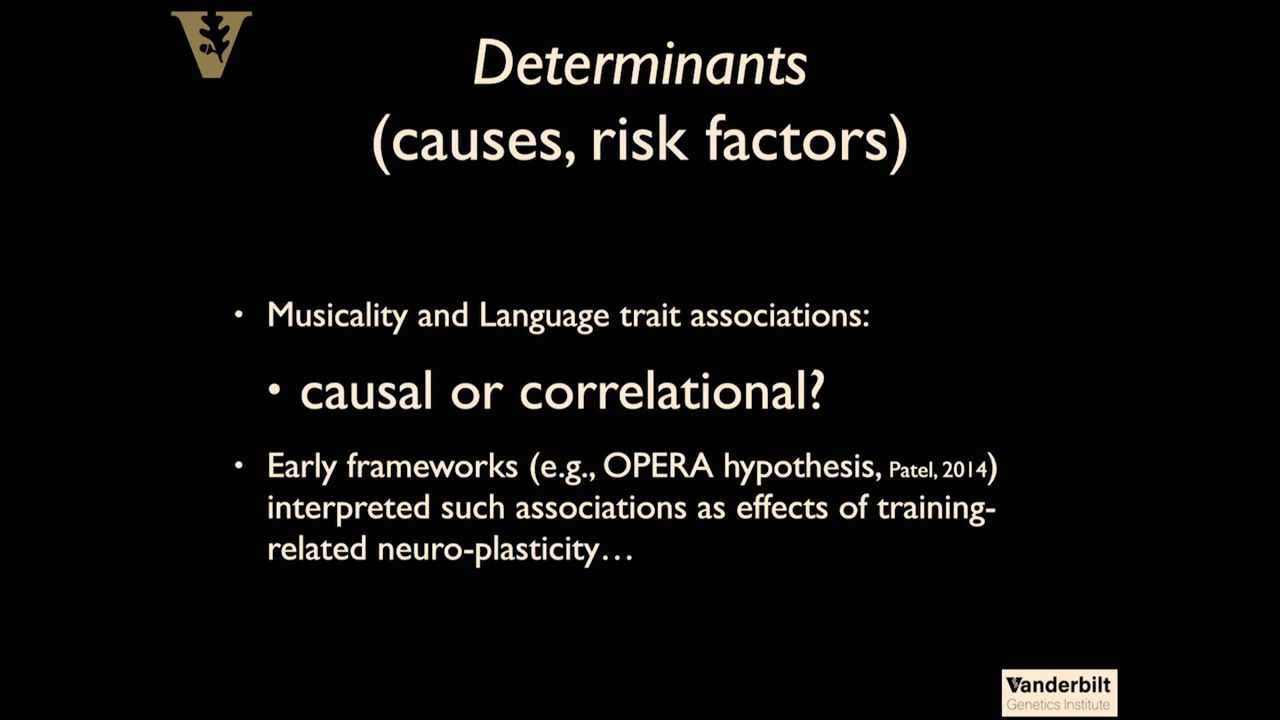 Determinants
(causes, risk factors)
• Musicality and Language trait associations:
• causal or correlational?
• Early frameworks (e.g., OPERA hypothesis, Patel, 2014)
interpreted such associations as effects of training-
related neuro-plasticity…
Vanderbilt
Genetics Institute